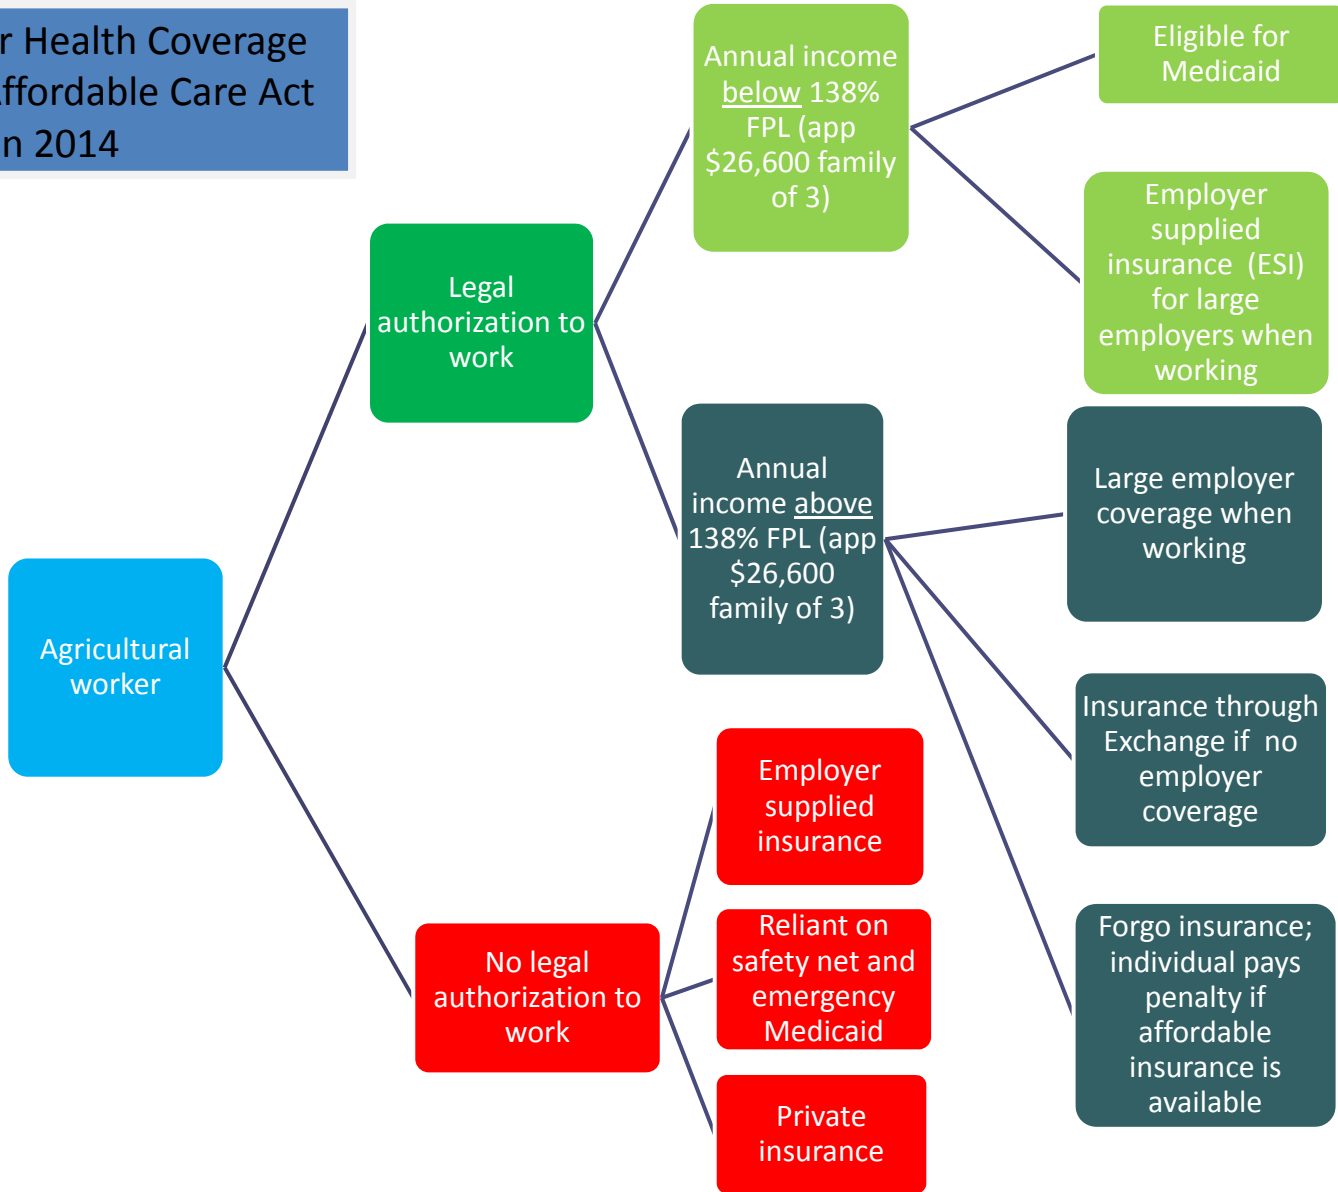 r Health Coverage
ffordable Care Act
n 2014
Agricultural
worker
Legal
authorization to
work
Annual income
below 138%
FPL (app
$26,600 family
of 3)
Eligible for
Medicaid
Employer
supplied
insurance  (ESI)
for large
employers when
working
Annual
income above
138% FPL (app
$26,600
family of 3)
Large employer
coverage when
working
Insurance through
Exchange if  no
employer
coverage
Forgo insurance;
individual pays
penalty if
affordable
insurance is
available
No legal
authorization to
work
Employer
supplied
insurance
Reliant on
safety net and
emergency
Medicaid
Private
insurance